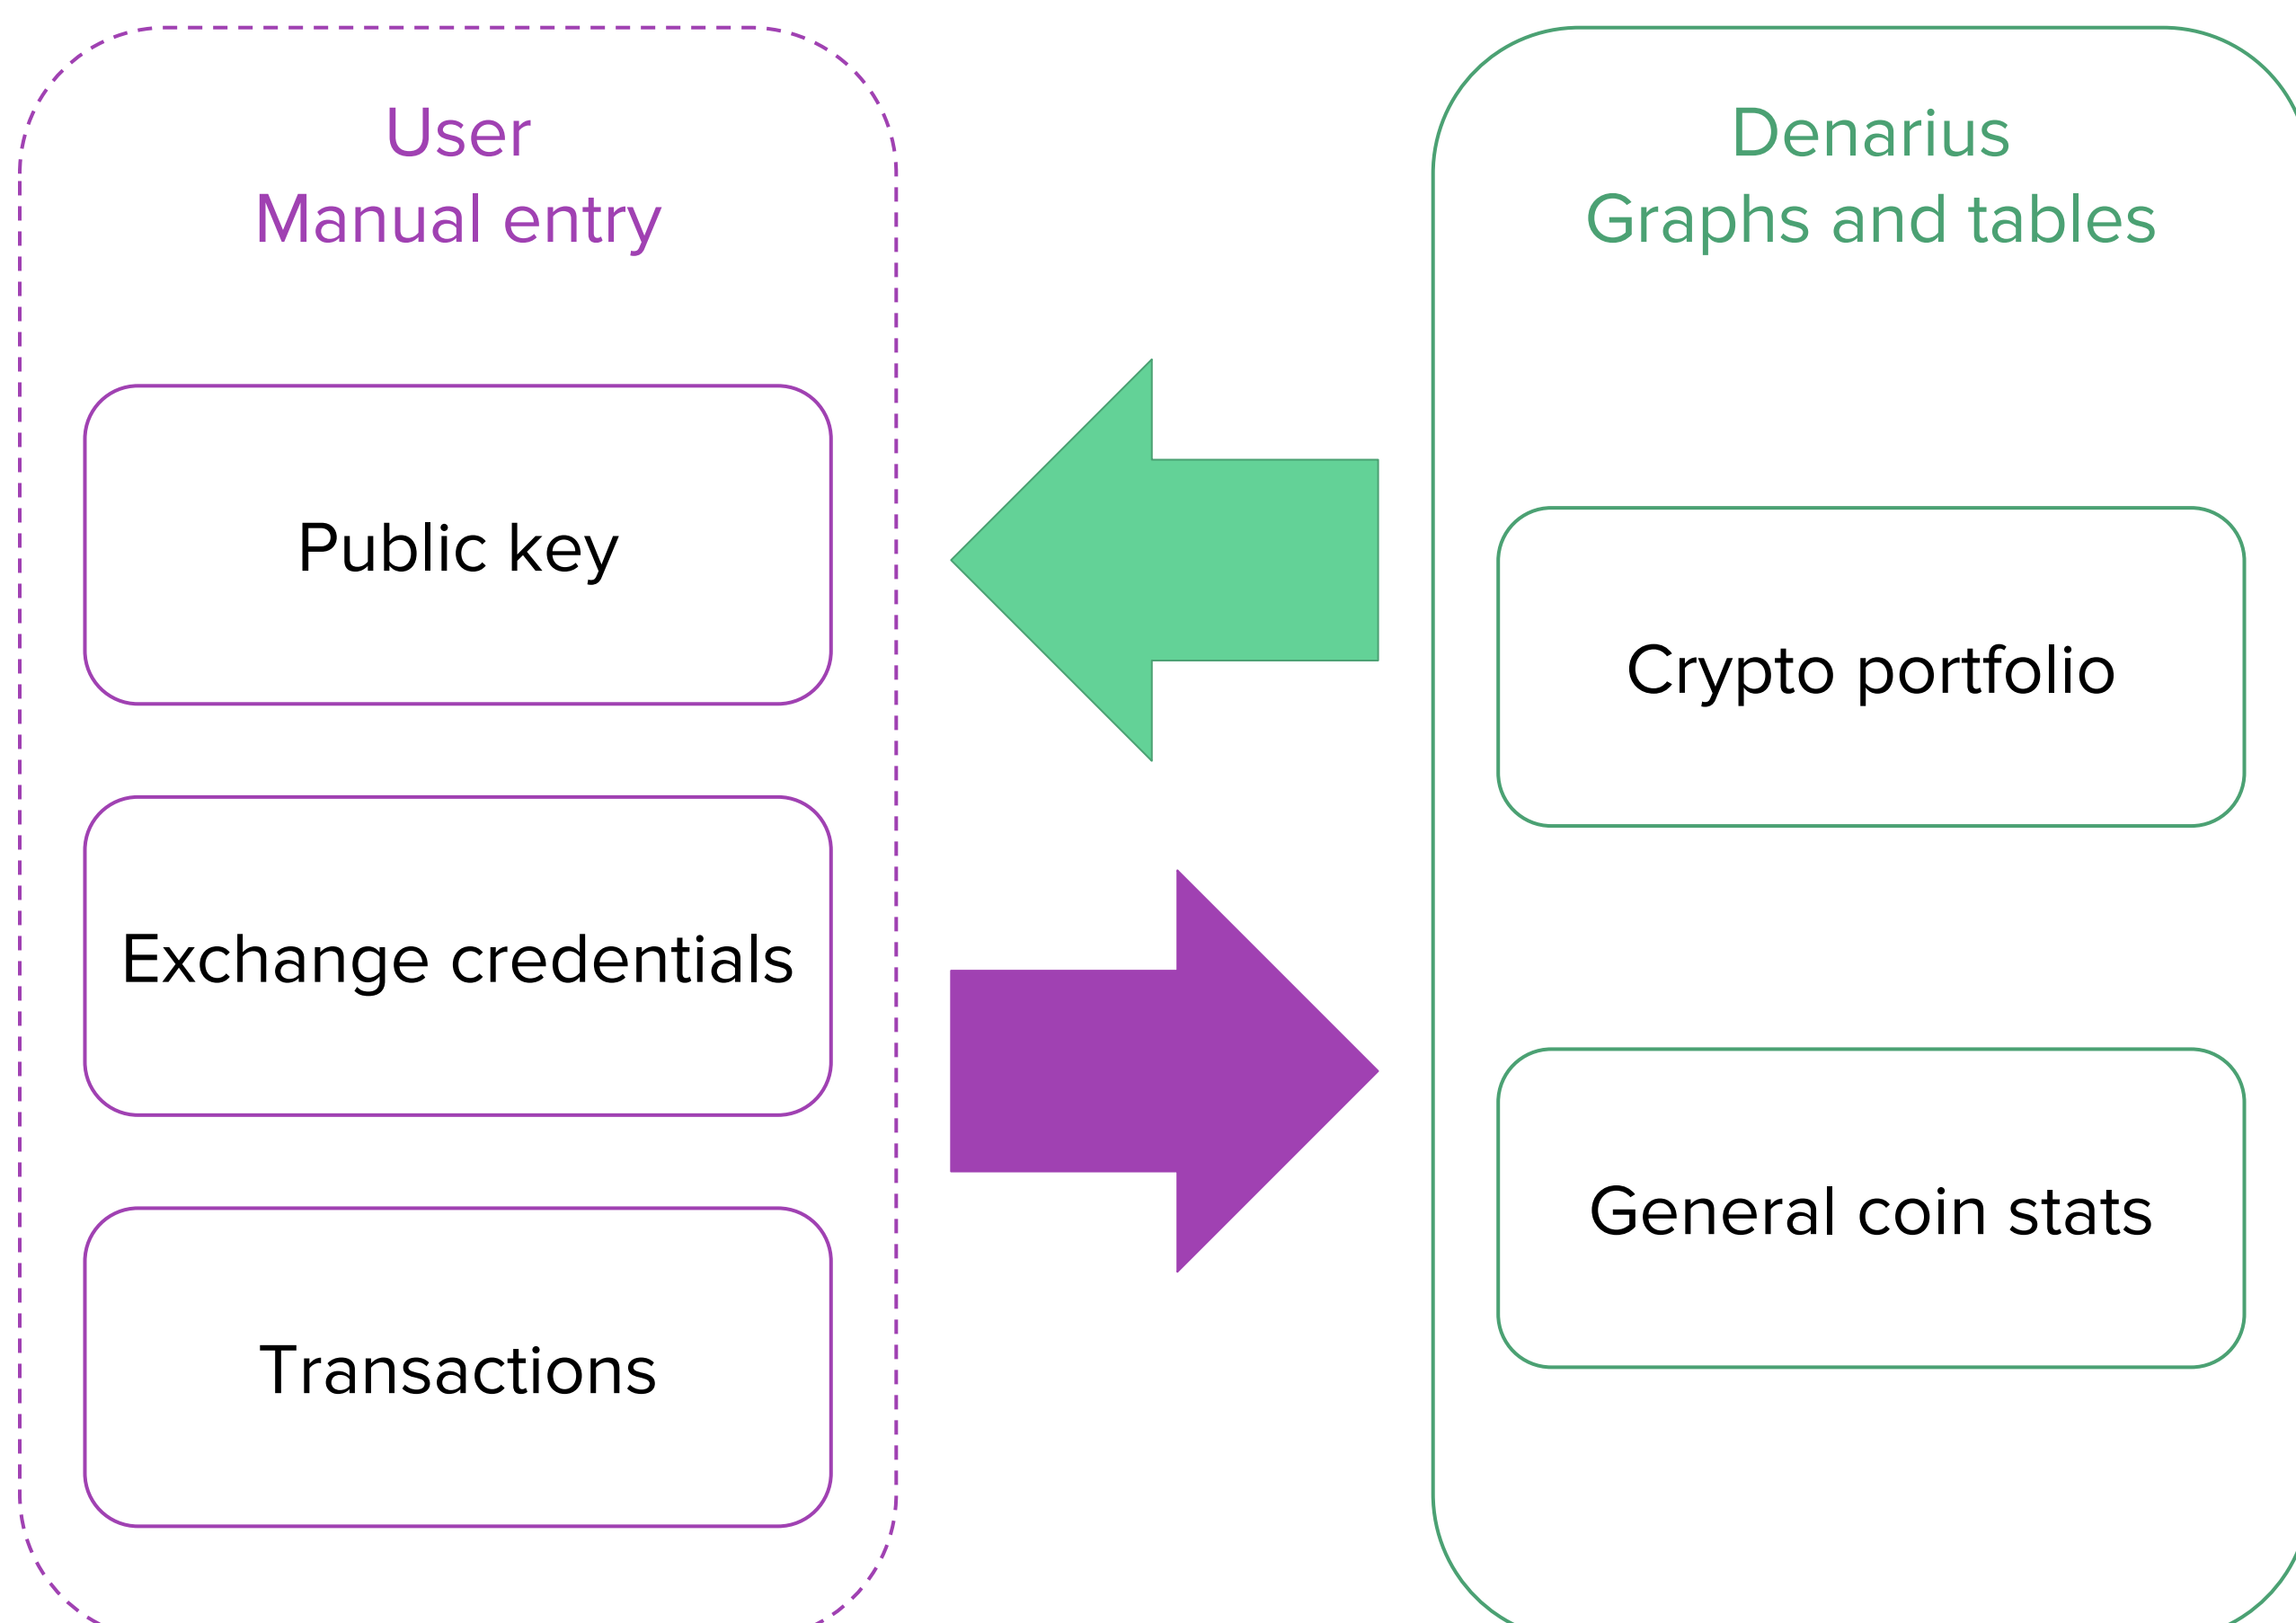 User
Manual entry
Public key
Exchange credentials
Transactions
Denarius
Graphs and tables
Crypto portfolio
General coin stats